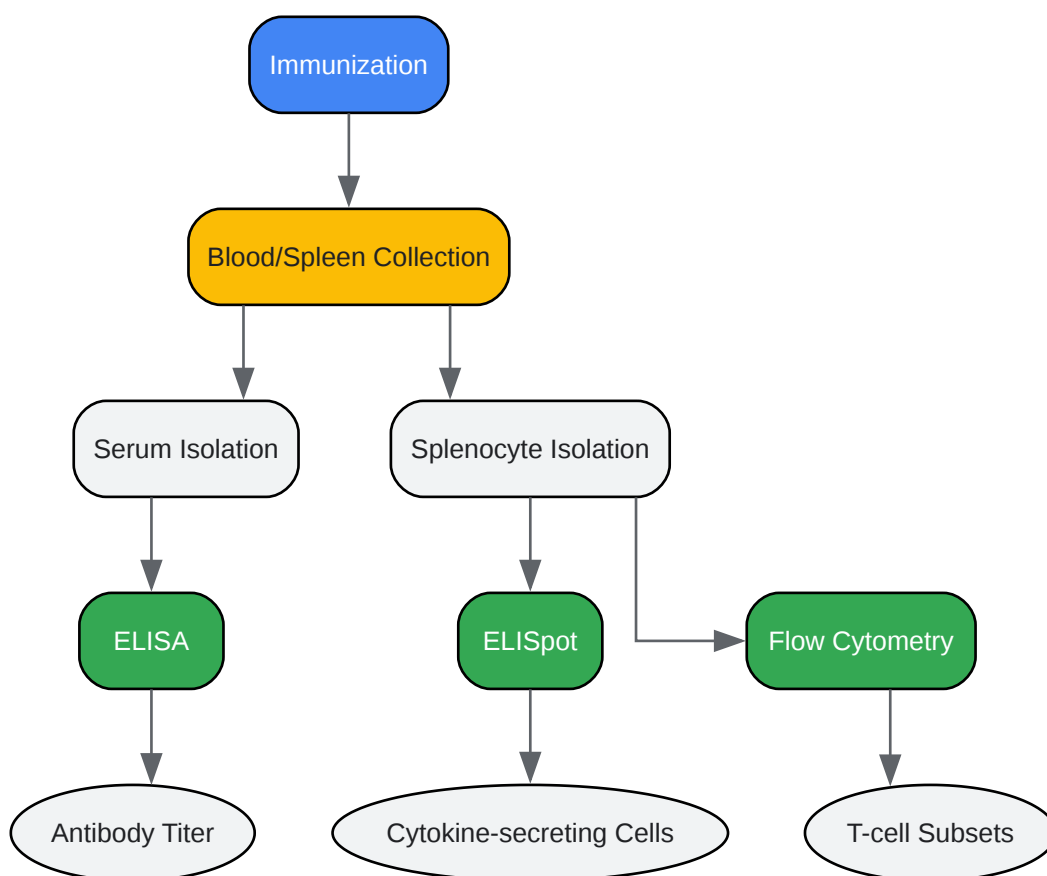 Immunization
Blood/Spleen Collection
Serum Isolation
Splenocyte Isolation
ELISA
ELISpot
Flow Cytometry
Antibody Titer
Cytokine-secreting Cells
T-cell Subsets